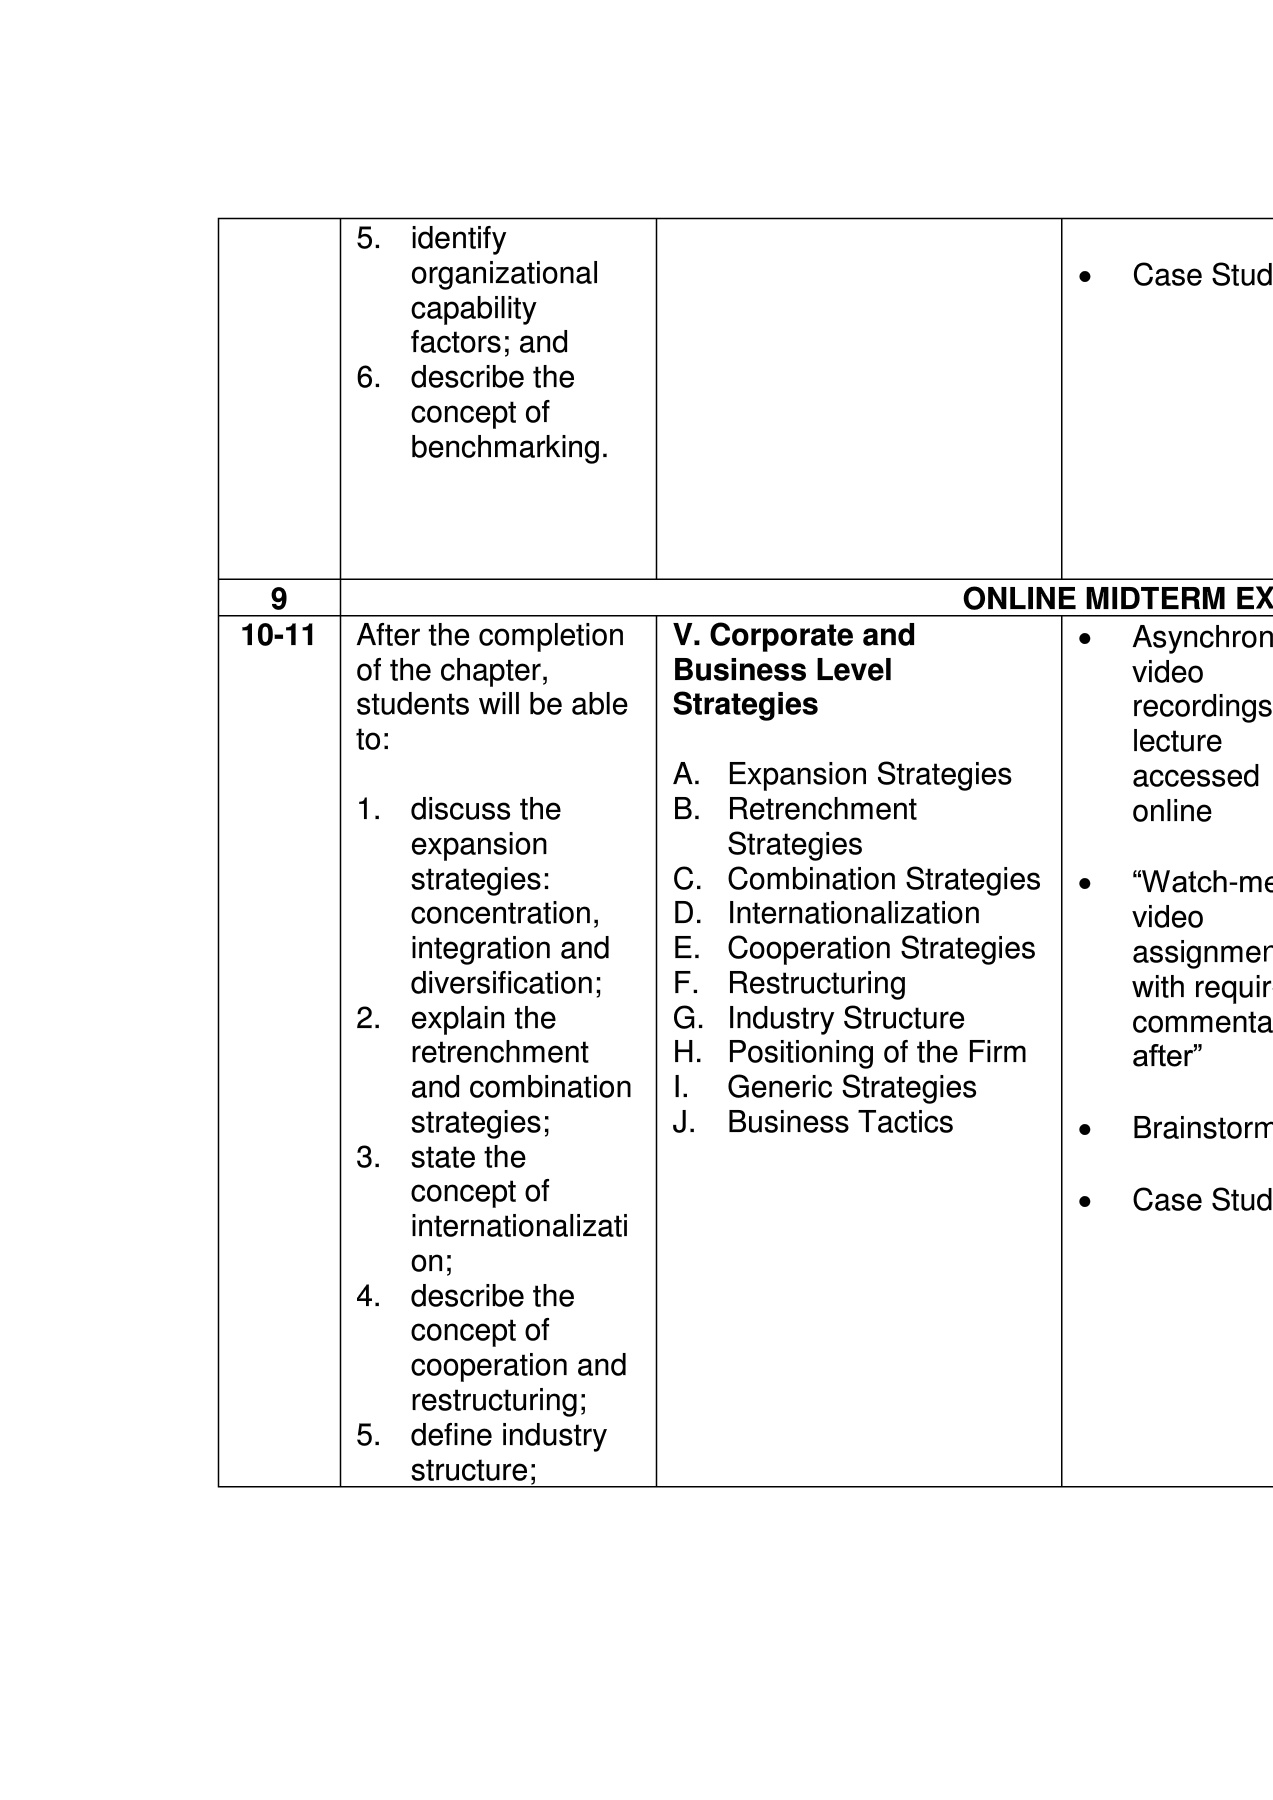 5. identify
organizational
capability
factors; and
6. describe the
concept of
benchmarking.
• Case Stud
9
ONLINE MIDTERM EX
10-11
After the completion
of the chapter,
students will be able
to:
1. discuss the
expansion
strategies:
concentration,
integration and
diversification;
2. explain the
retrenchment
and combination
strategies;
3. state the
concept of
internationalizati
on;
4. describe the
concept of
cooperation and
restructuring;
5. define industry
structure;
V. Corporate and
Business Level
Strategies
A. Expansion Strategies
B. Retrenchment
Strategies
C. Combination Strategies
D. Internationalization
E. Cooperation Strategies
F. Restructuring
G. Industry Structure
H. Positioning of the Firm
I. Generic Strategies
J. Business Tactics
• Asynchron
video
recordings
lecture
accessed
online
• “Watch-me
video
assignmen
with requir
commenta
after”
• Brainstorm
• Case Stud